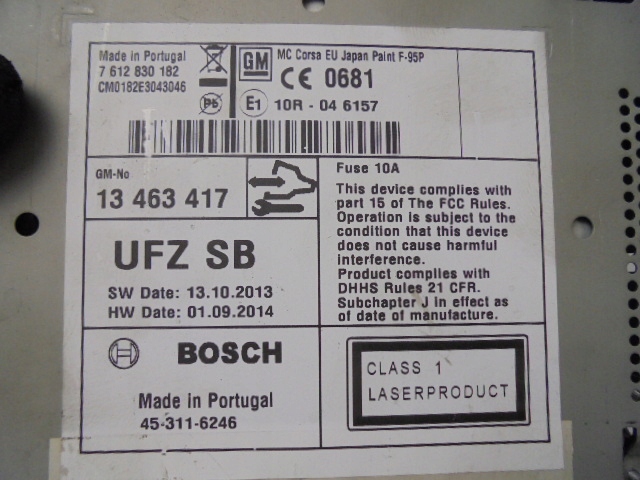 Made in Portugal
7 612 830 182
CM0182E3043046
Pb
GM
MC Corsa EU Japan Paint F-95P
CE 0681
E1 10R - 04 6157
GM-No
13 463 417
UFZ SB
SW Date: 13.10.2013
HW Date: 01.09.2014
Fuse 10A
This device complies with
part 15 of The FCC Rules.
Operation is subject to the
condition that this device
does not cause harmful
interference.
Product complies with
DHHS Rules 21 CFR.
Subchapter J in effect as
of date of manufacture.
BOSCH
Made in Portugal
45-311-6246
CLASS 1
LASERPRODUCT